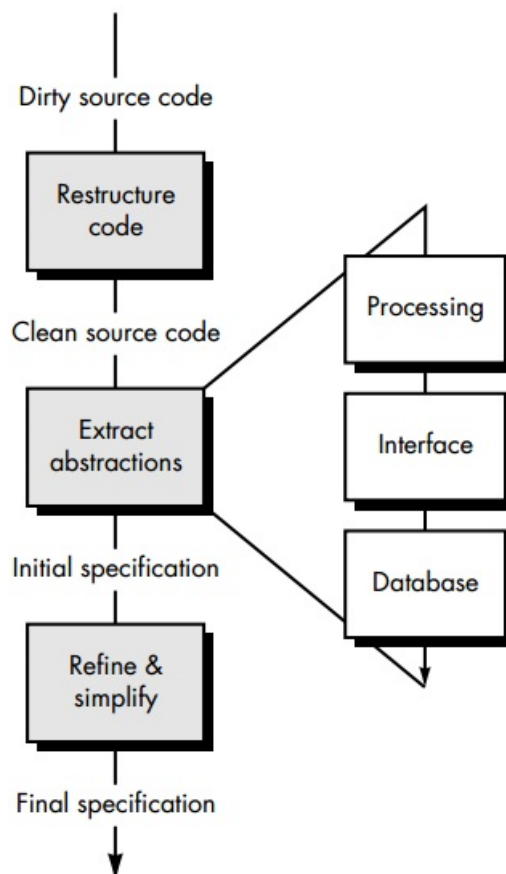 Dirty source code
Restructure
code
Clean source code
Extract
abstractions
Initial specification
Refine &
simplify
Final specification
Processing
Interface
Database